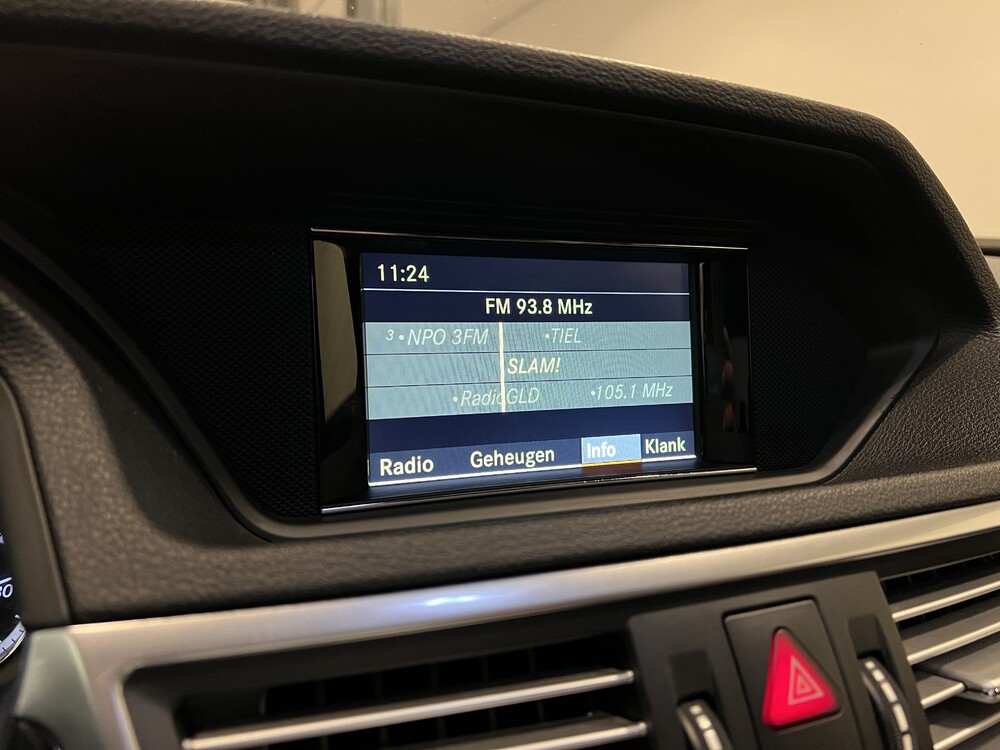 11:24
FM 93.8 MHz
3 •NPO 3FM •TIEL
SLAM!
•RadioGLD •105.1 MHz
Radio Geheugen Info Klank